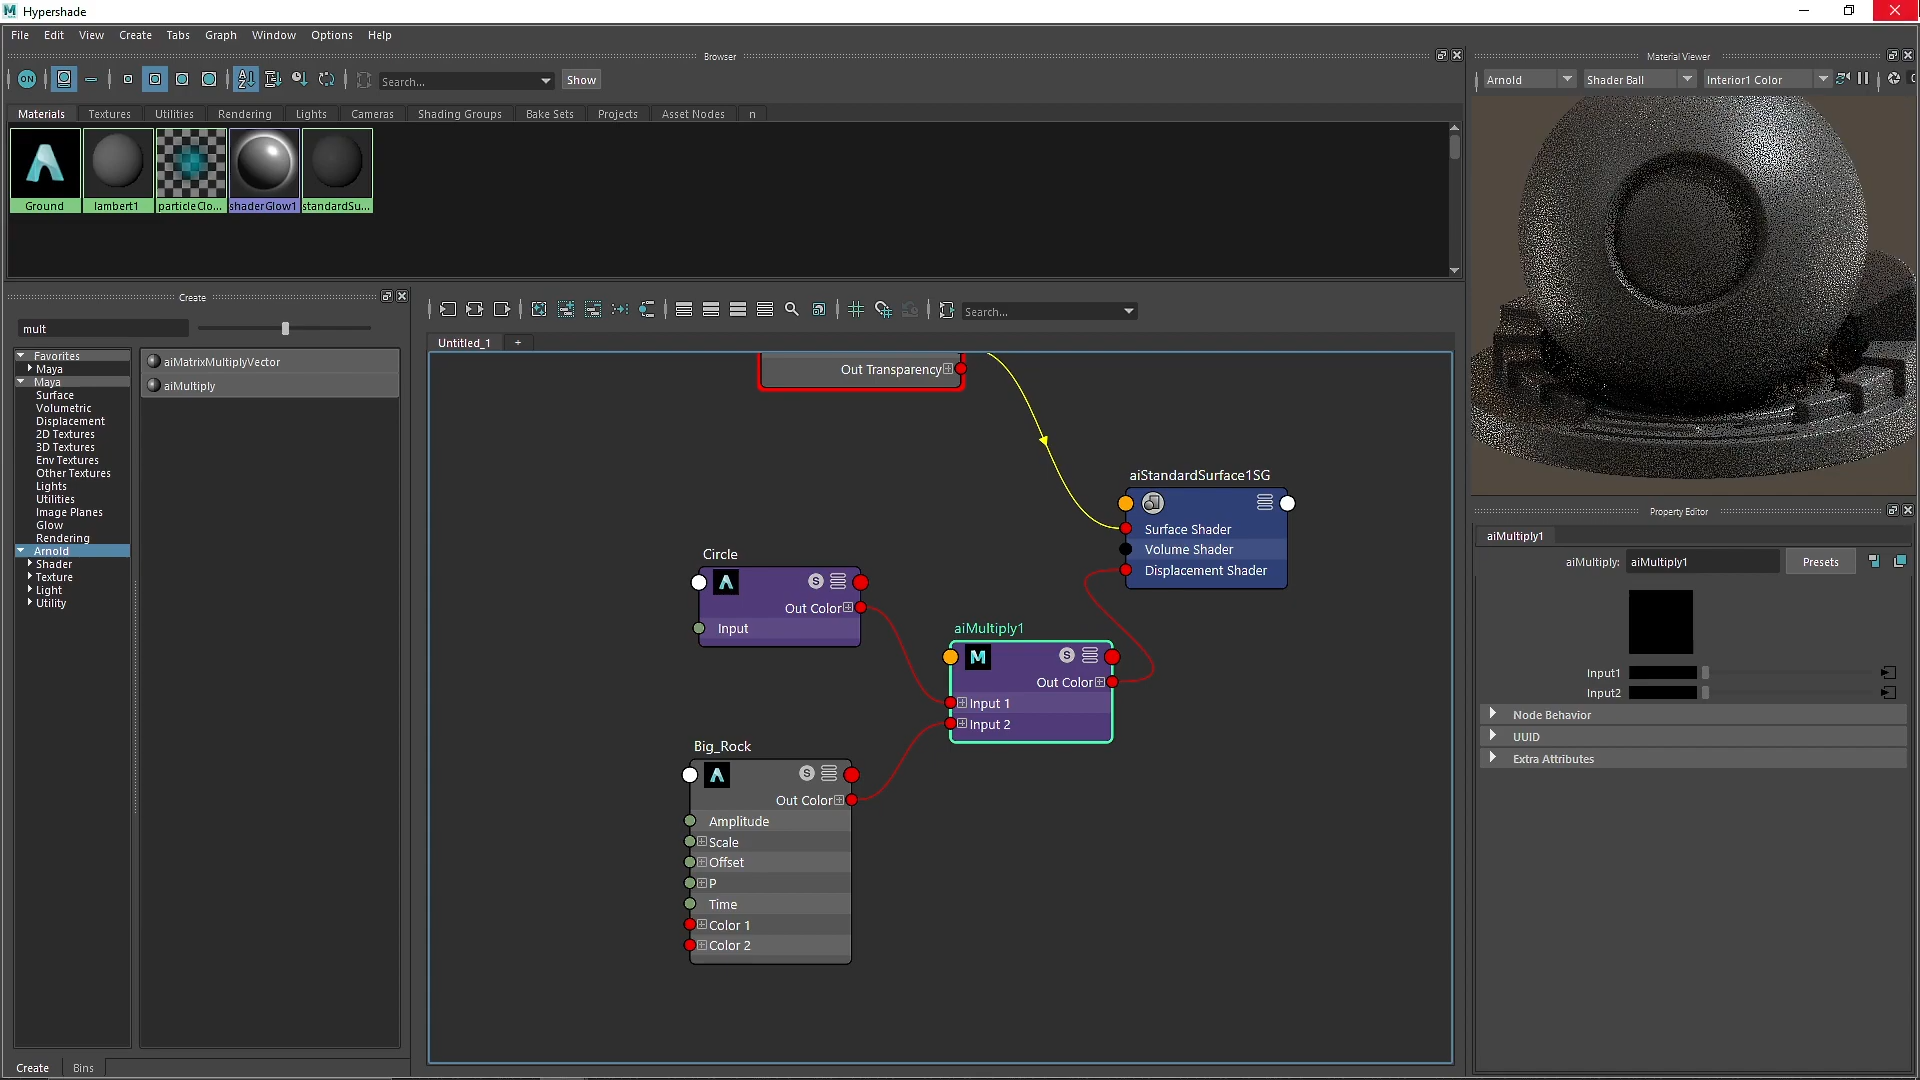 Hypershade
File Edit View Create Tabs Graph Window Options Help
Browser
ON
Search...
Show
Materials Textures Utilities Rendering Lights Cameras Shading Groups Bake Sets Projects Asset Nodes n
Ground lambert1 particleClo... shaderGlow1 standardSu...
Create
mult
Favorites
Maya
Maya
Surface
Volumetric
Displacement
2D Textures
3D Textures
Env Textures
Other Textures
Lights
Utilities
Image Planes
Glow
Rendering
Arnold
Shader
Texture
Light
Utility
aiMatrixMultiplyVector
aiMultiply
Create Bins
Search...
Untitled_1 +
Out Transparency
aiStandardSurface1SG
Surface Shader
Volume Shader
Displacement Shader
Circle
S
Out Color
Input
aiMultiply1
M S
Out Color
Input 1
Input 2
Big_Rock
S
Out Color
Amplitude
Scale
Offset
P
Time
Color 1
Color 2
Material Viewer
Arnold Shader Ball Interior1 Color
Property Editor
aiMultiply1
aiMultiply: aiMultiply1 Presets
Input1
Input2
Node Behavior
UUID
Extra Attributes